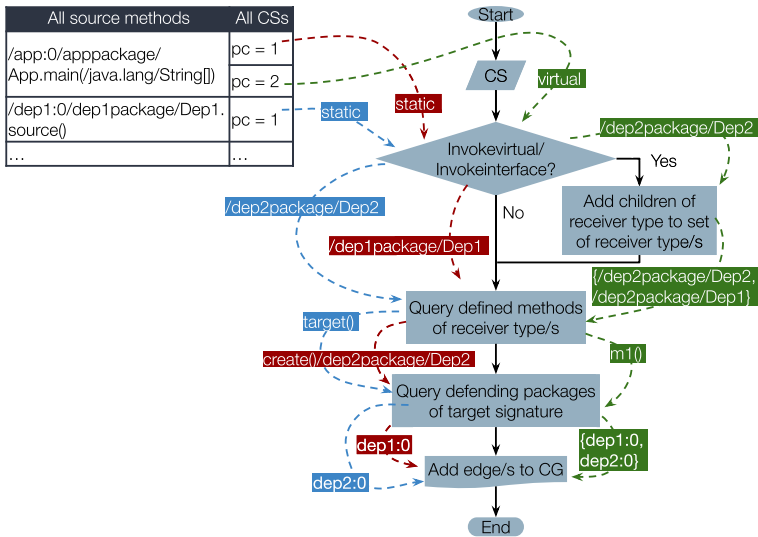 All source methods
All CSs
/app:0/apppackage/
App.main(/java.lang/String[])
pc = 1
pc = 2
/dep1:0/dep1package/Dep1.
source()
pc = 1
...
...
Start
CS
virtual
static
static
Invokevirtual/
Invokeinterface?
Yes
No
/dep2package/Dep2
Add children of
receiver type to set
of receiver type/s
/dep2package/Dep2
/dep1package/Dep1
{/dep2package/Dep2,
/dep2package/Dep1}
Query defined methods
of receiver type/s
target()
create()/dep2package/Dep2
m1()
Query defending packages
of target signature
dep1:0
{dep1:0,
dep2:0}
dep2:0
Add edge/s to CG
End